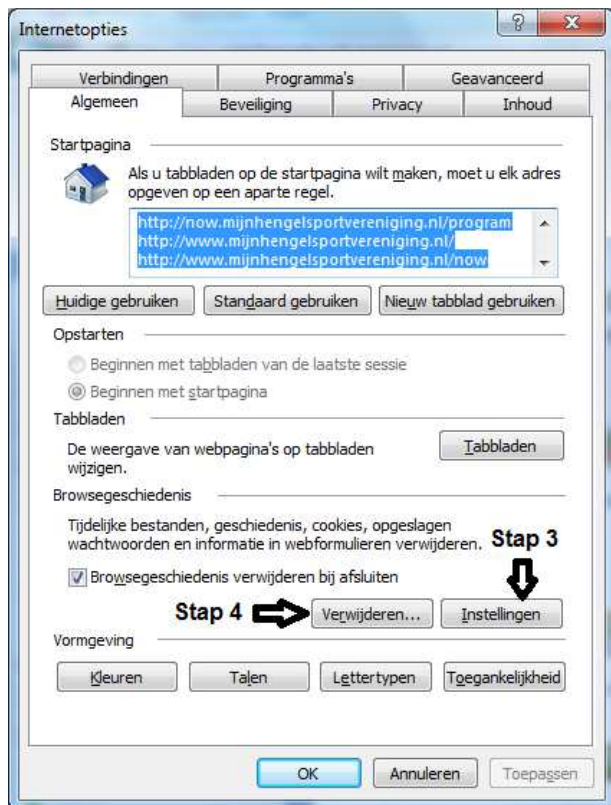 Internetopties
Verbindingen
Programma's
Geavanceerd
Algemeen
Beveiliging
Privacy
Inhoud
Startpagina
Als u tabbladen op de startpagina wilt maken, moet u elk adres
opgeven op een aparte regel.
http://now.mijnhengelsportvereniging.nl/program
http://www.mijnhengelsportvereniging.nl/
http://www.mijnhengelsportvereniging.nl/now
Huidige gebruiken
Standaard gebruiken
Nieuw tabblad gebruiken
Opstarten
Beginnen met tabbladen van de laatste sessie
Beginnen met startpagina
Tabbladen
De weergave van webpagina's op tabbladen
wijzigen.
Tabbladen
Browsegeschiedenis
Tijdelijke bestanden, geschiedenis, cookies, opgeslagen
wachtwoorden en informatie in webformulieren verwijderen.
Stap 3
Browsegeschiedenis verwijderen bij afsluiten
Stap 4
Verwijderen...
Instellingen
Vormgeving
Kleuren
Talen
Lettertypen
Toegankelijkheid
OK
Annuleren
Toepassen